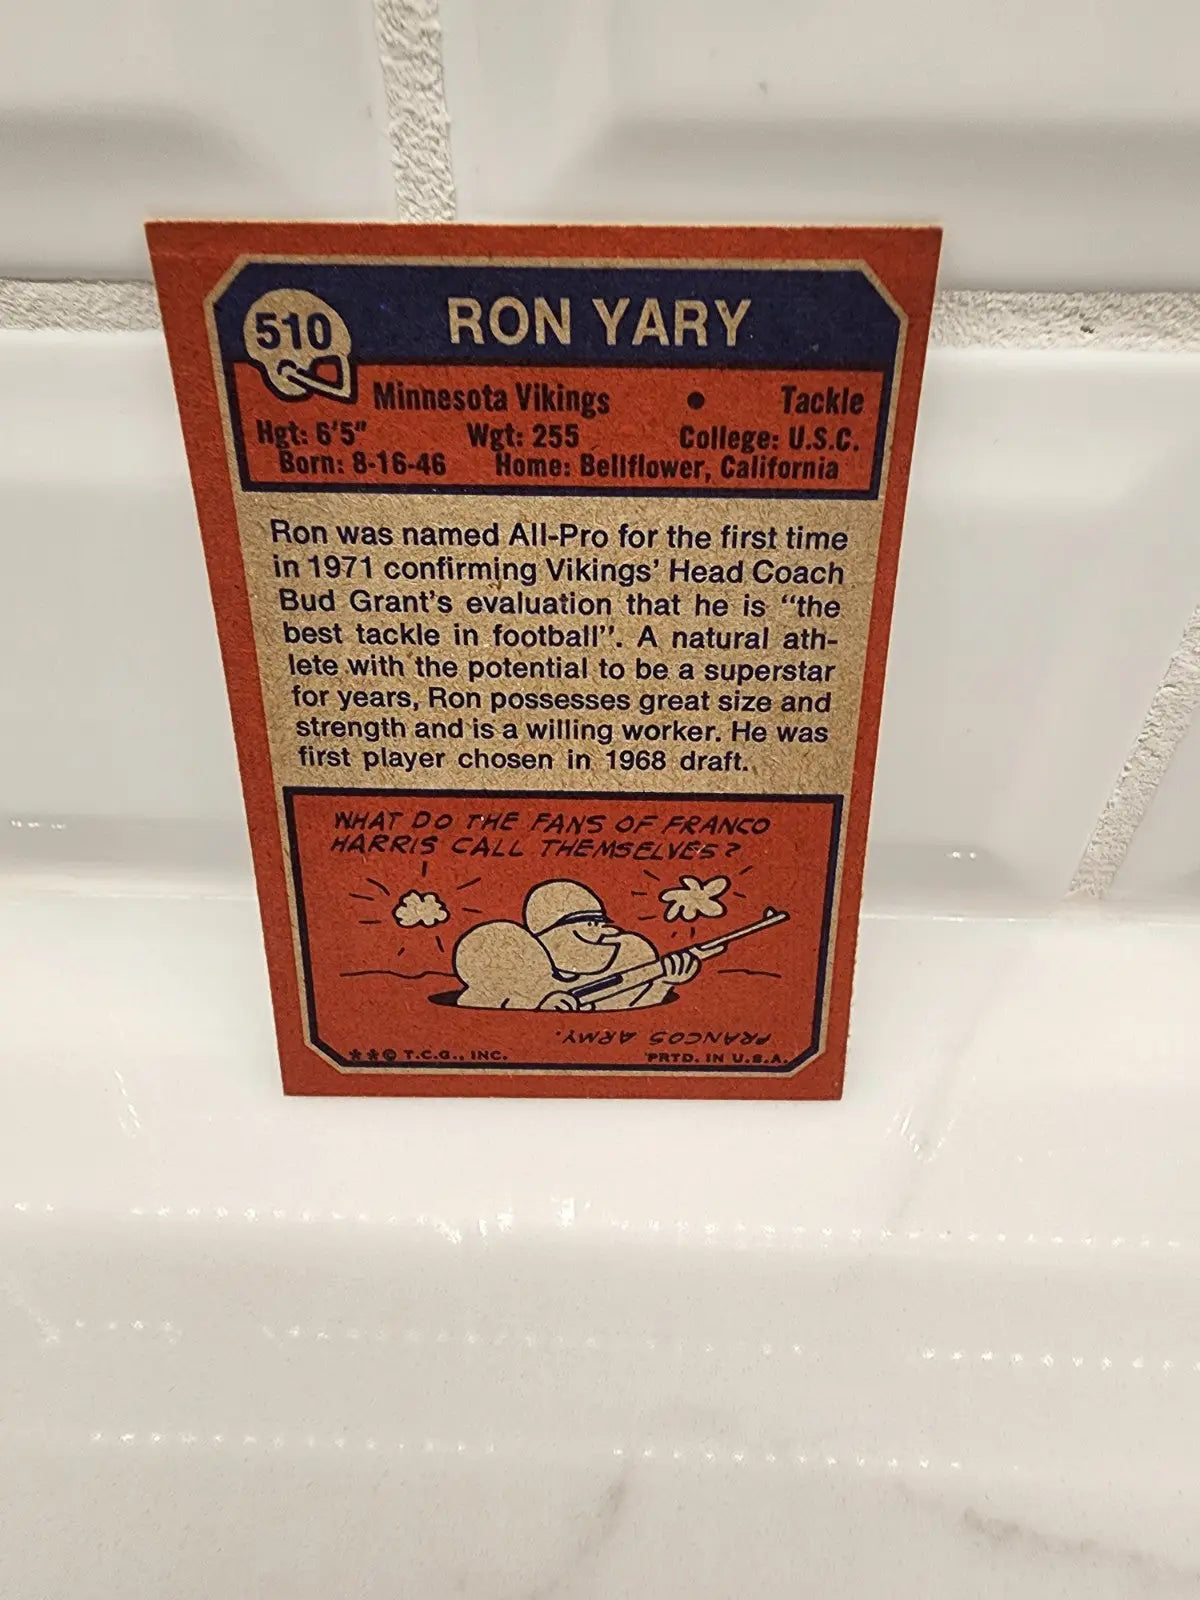 510
RON YARY
Minnesota Vikings • Tackle
Hgt: 6'5" Wgt: 255 College: U.S.C.
Born: 8-16-46 Home: Bellflower, California
Ron was named All-Pro for the first time
in 1971 confirming Vikings' Head Coach
Bud Grant's evaluation that he is "the
best tackle in football". A natural ath-
lete with the potential to be a superstar
for years, Ron possesses great size and
strength and is a willing worker. He was
first player chosen in 1968 draft.
WHAT DO THE FANS OF FRANCO
HARRIS CALL THEMSELVES?
FRANCOS ARMY.
★★© T.C.G., INC. PRTD. IN U.S.A.